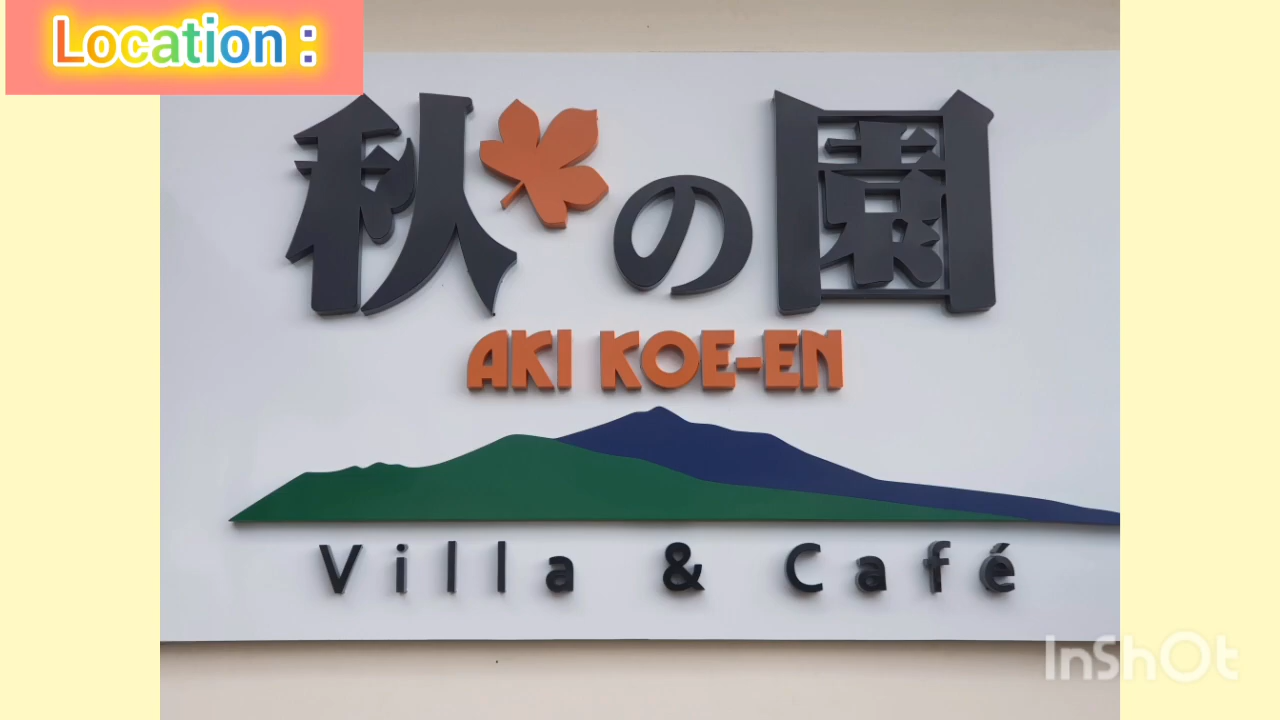 Location :
秋の園
AKI KOE-EN
Villa & Café
InShOt